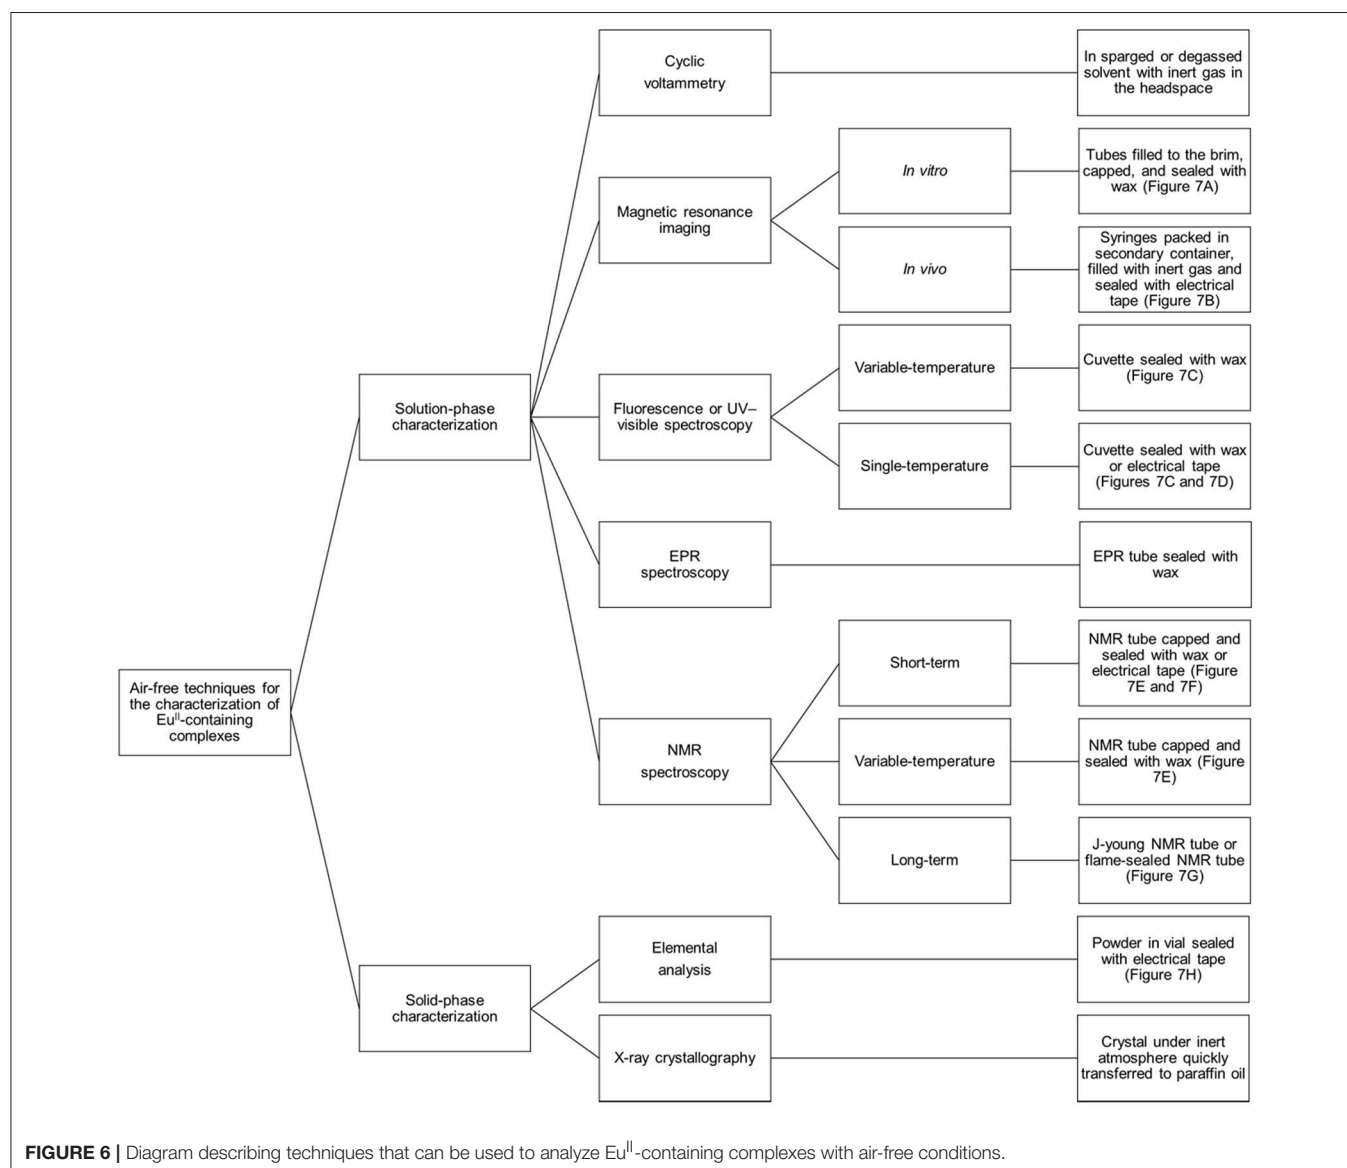 Cyclic
voltammetry
In sparged or degassed
solvent with inert gas in
the headspace
Magnetic resonance
imaging
In vitro
Tubes filled to the brim,
capped, and sealed with
wax (Figure 7A)
In vivo
Syringes packed in
secondary container,
filled with inert gas and
sealed with electrical
tape (Figure 7B)
Solution-phase
characterization
Fluorescence or UV–
visible spectroscopy
Variable-temperature
Cuvette sealed with wax
(Figure 7C)
Single-temperature
Cuvette sealed with wax
or electrical tape
(Figures 7C and 7D)
EPR
spectroscopy
EPR tube sealed with
wax
Air-free techniques for
the characterization of
Euᴵᴵ-containing
complexes
NMR
spectroscopy
Short-term
NMR tube capped and
sealed with wax or
electrical tape (Figure
7E and 7F)
Variable-temperature
NMR tube capped and
sealed with wax (Figure
7E)
Long-term
J-young NMR tube or
flame-sealed NMR tube
(Figure 7G)
Solid-phase
characterization
Elemental
analysis
Powder in vial sealed
with electrical tape
(Figure 7H)
X-ray crystallography
Crystal under inert
atmosphere quickly
transferred to paraffin oil
FIGURE 6 | Diagram describing techniques that can be used to analyze Euᴵᴵ-containing complexes with air-free conditions.